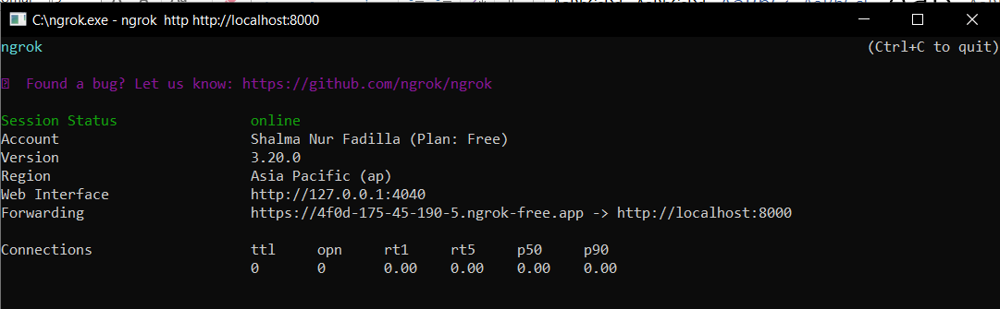 C:\ngrok.exe - ngrok  http http://localhost:8000
ngrok (Ctrl+C to quit)
Found a bug? Let us know: https://github.com/ngrok/ngrok
Session Status online
Account Shalma Nur Fadilla (Plan: Free)
Version 3.20.0
Region Asia Pacific (ap)
Web Interface http://127.0.0.1:4040
Forwarding https://4f0d-175-45-190-5.ngrok-free.app -> http://localhost:8000
Connections ttl opn rt1 rt5 p50 p90
0 0 0.00 0.00 0.00 0.00